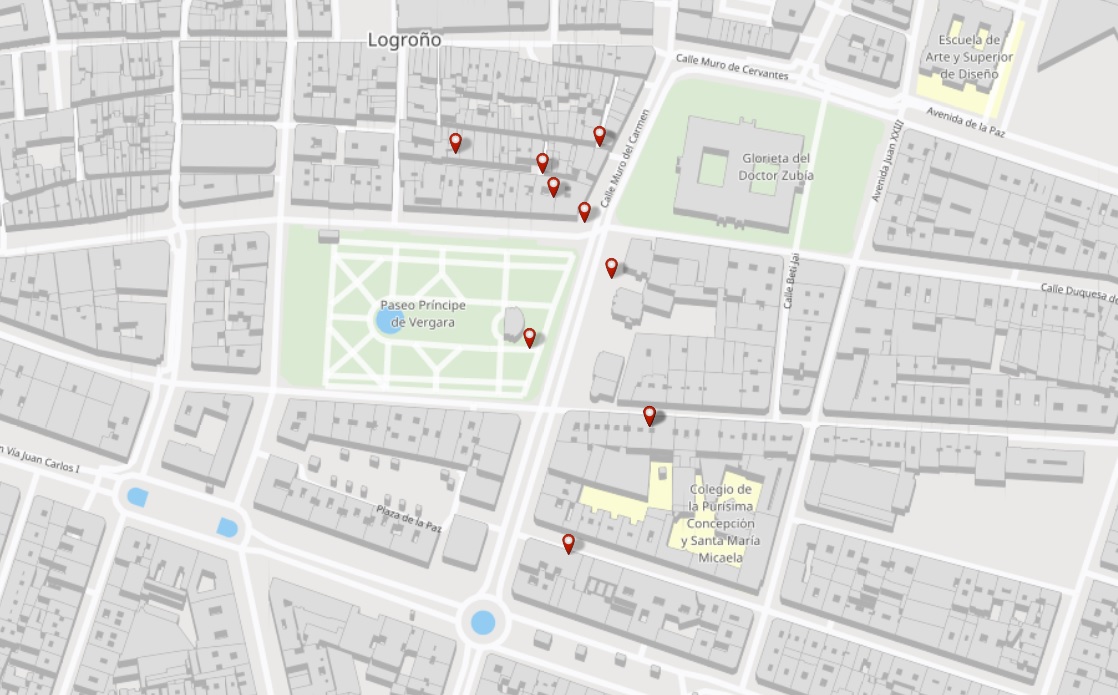 Logroño
Escuela de
Arte y Superior
de Diseño
Calle Muro de Cervantes
Avenida de la Paz
Calle Muro del Carmen
Glorieta del
Doctor Zubía
Avenida Juan XXIII
Calle Beti Jai
Calle Duquesa de
Paseo Príncipe
de Vergara
n Vía Juan Carlos I
Plaza de la Paz
Colegio de
la Purísima
Concepción
y Santa María
Micaela